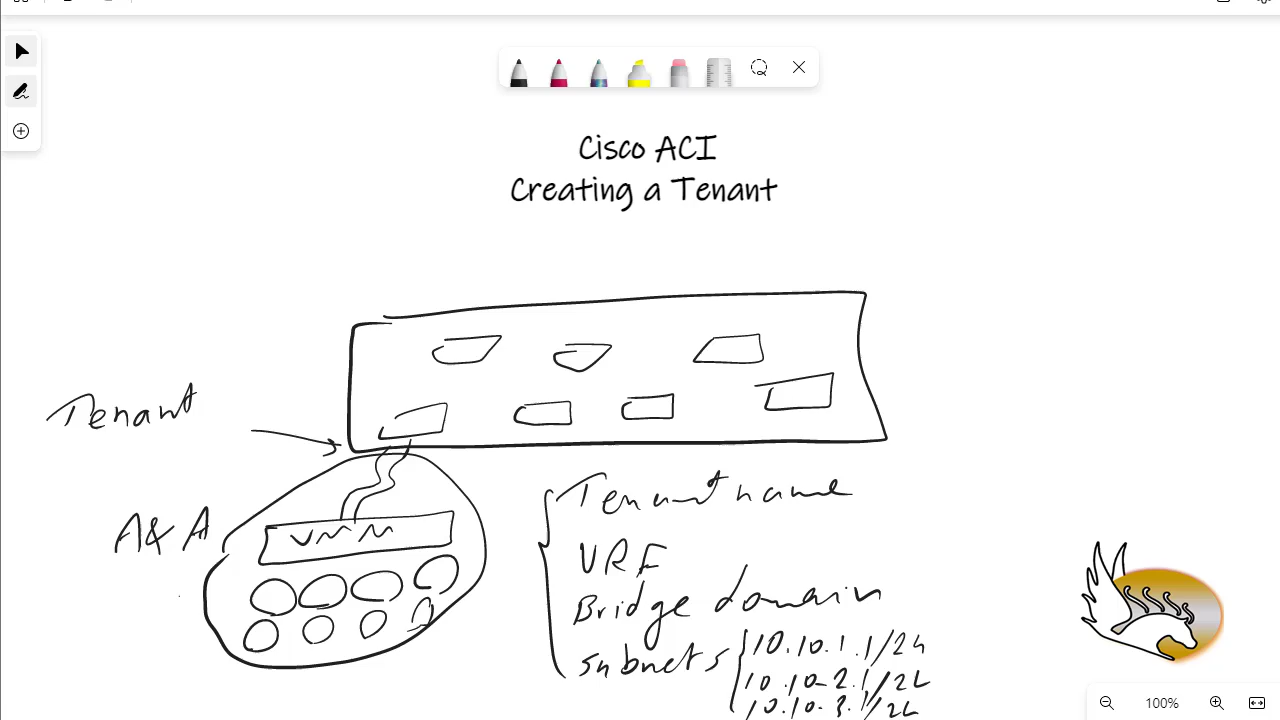 Cisco ACI
Creating a Tenant
Tenant
A&A
VMM
Tenant name
VRF
Bridge domain
subnets
10.10.1.1/24
10.10.2.1/24
10.10.3.1/24
100%